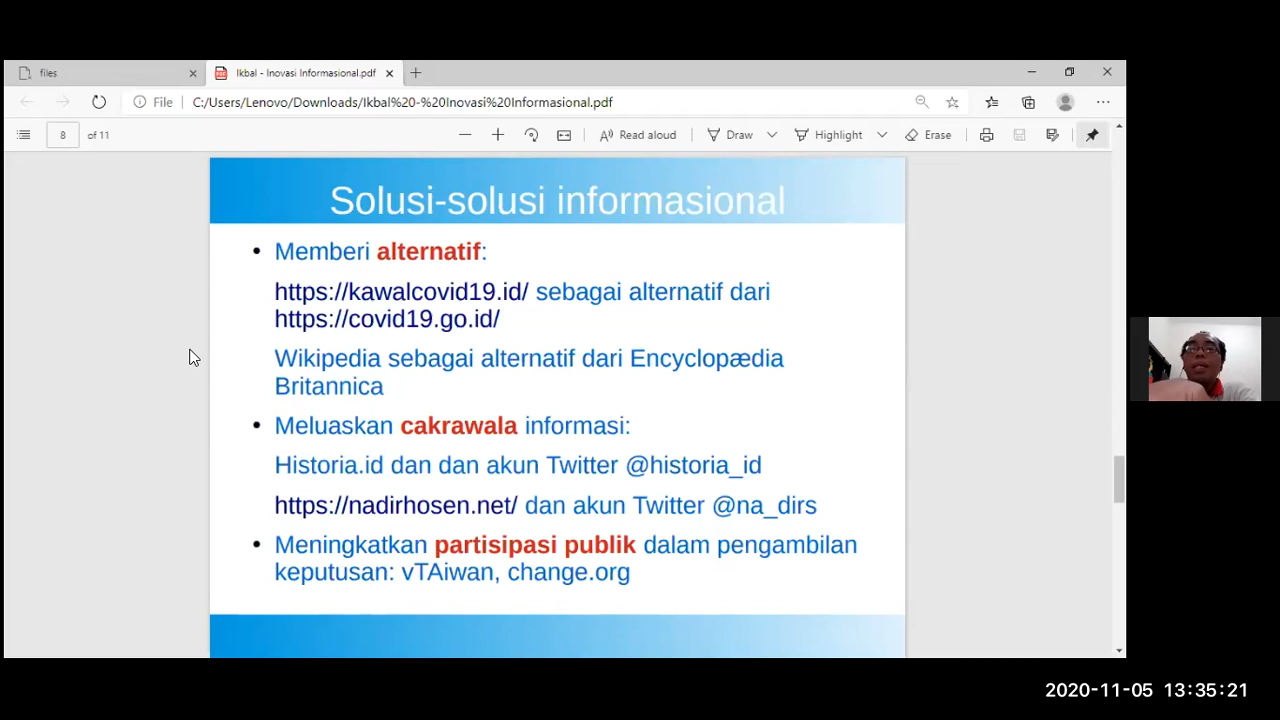 files
Ikbal - Inovasi Informasional.pdf
File
C:/Users/Lenovo/Downloads/Ikbal%20-%20Inovasi%20Informasional.pdf
8 of 11
Read aloud
Draw
Highlight
Erase
Solusi-solusi informasional
• Memberi alternatif:
https://kawalcovid19.id/ sebagai alternatif dari
https://covid19.go.id/
Wikipedia sebagai alternatif dari Encyclopædia
Britannica
• Meluaskan cakrawala informasi:
Historia.id dan dan akun Twitter @historia_id
https://nadirhosen.net/ dan akun Twitter @na_dirs
• Meningkatkan partisipasi publik dalam pengambilan
keputusan: vTAiwan, change.org
2020-11-05 13:35:21